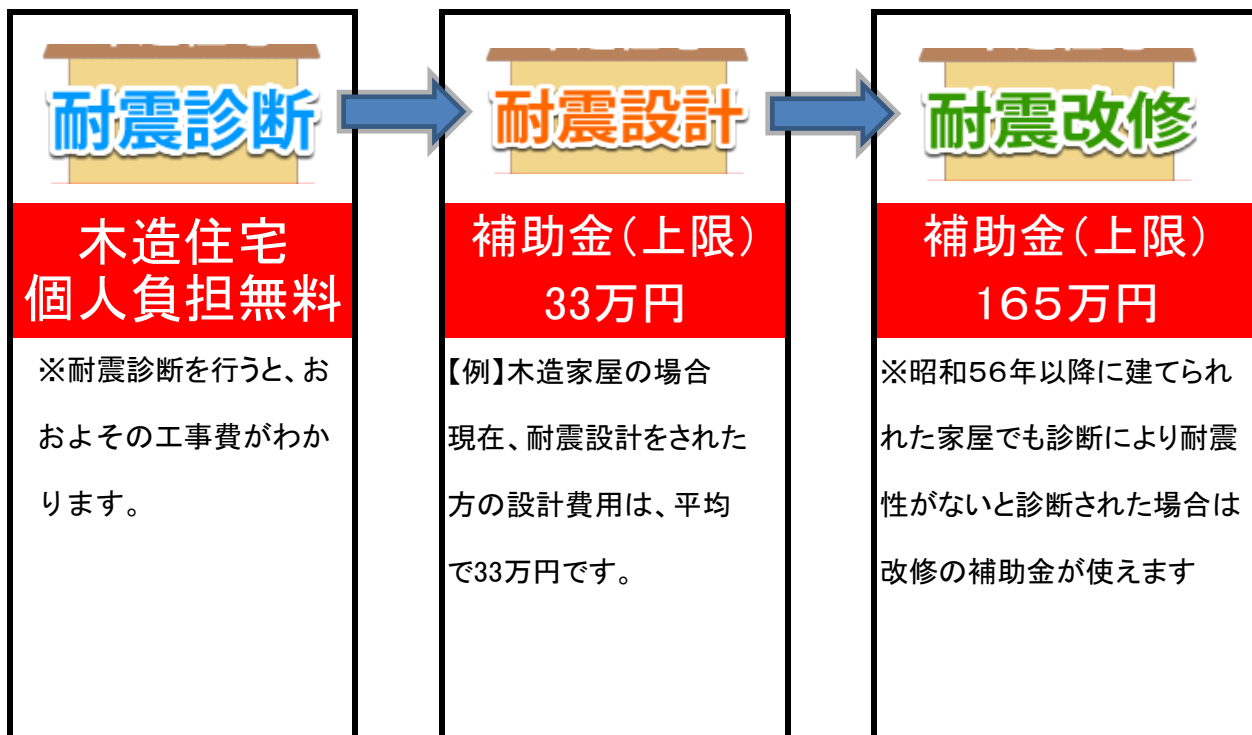 耐震診断
木造住宅
個人負担無料
※耐震診断を行うと、お
およその工事費がわか
ります。
耐震設計
補助金(上限)
33万円
【例】木造家屋の場合
現在、耐震設計をされた
方の設計費用は、平均
で33万円です。
耐震改修
補助金(上限)
165万円
※昭和56年以降に建てられ
れた家屋でも診断により耐震
性がないと診断された場合は
改修の補助金が使えます